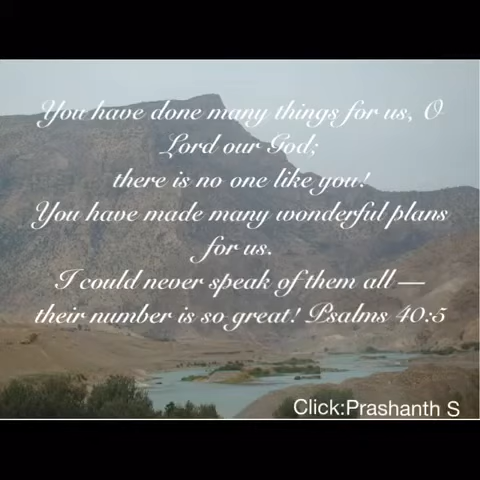 You have done many things for us, O
Lord our God;
there is no one like you!
You have made many wonderful plans
for us.
I could never speak of them all —
their number is so great! Psalms 40:5
Click:Prashanth S